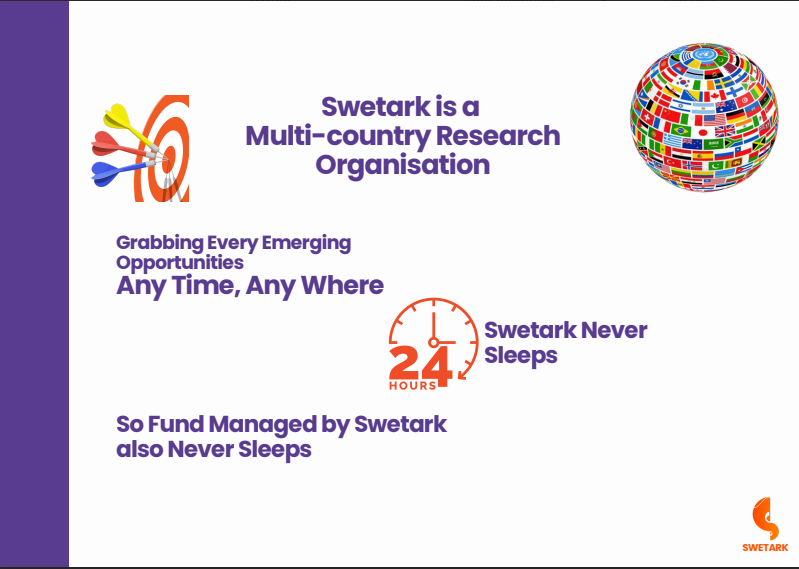 Swetark is a
Multi-country Research
Organisation
Grabbing Every Emerging
Opportunities
Any Time, Any Where
24
HOURS
Swetark Never
Sleeps
So Fund Managed by Swetark
also Never Sleeps
SWETARK